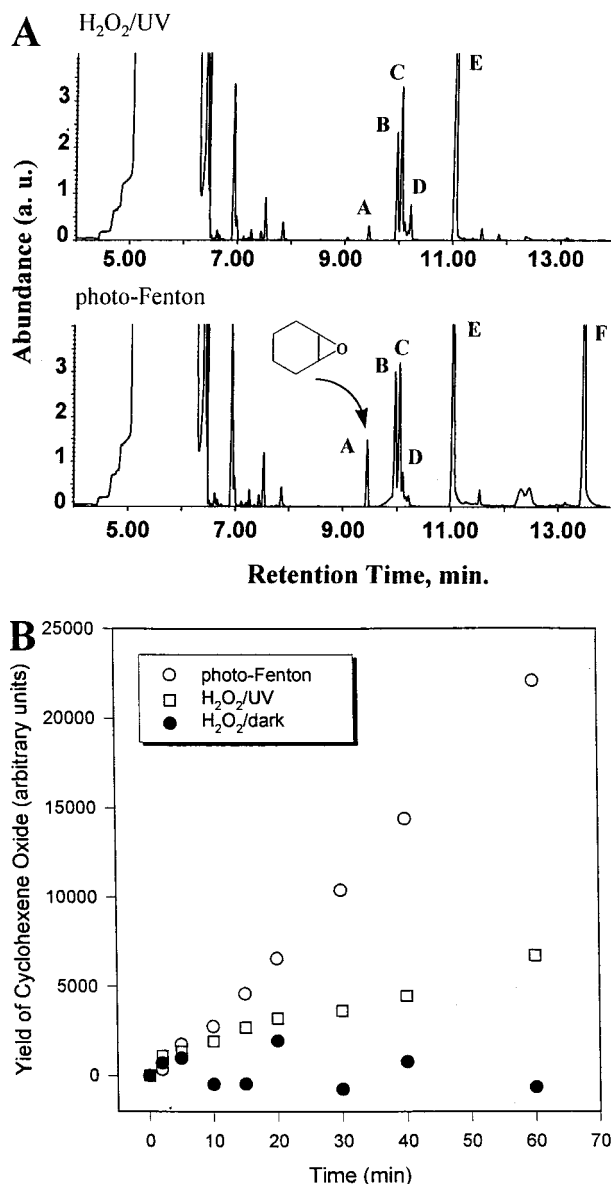 A
H₂O₂/UV
Abundance (a. u.)
3
2
1
0
A
B
C
D
E
5.00 7.00 9.00 11.00 13.00
photo-Fenton
3
2
1
0
O
A
B
C
D
E
F
5.00 7.00 9.00 11.00 13.00
Retention Time, min.
B
Yield of Cyclohexene Oxide (arbitrary units)
25000
20000
15000
10000
5000
0
photo-Fenton
H₂O₂/UV
H₂O₂/dark
0 10 20 30 40 50 60 70
Time (min)